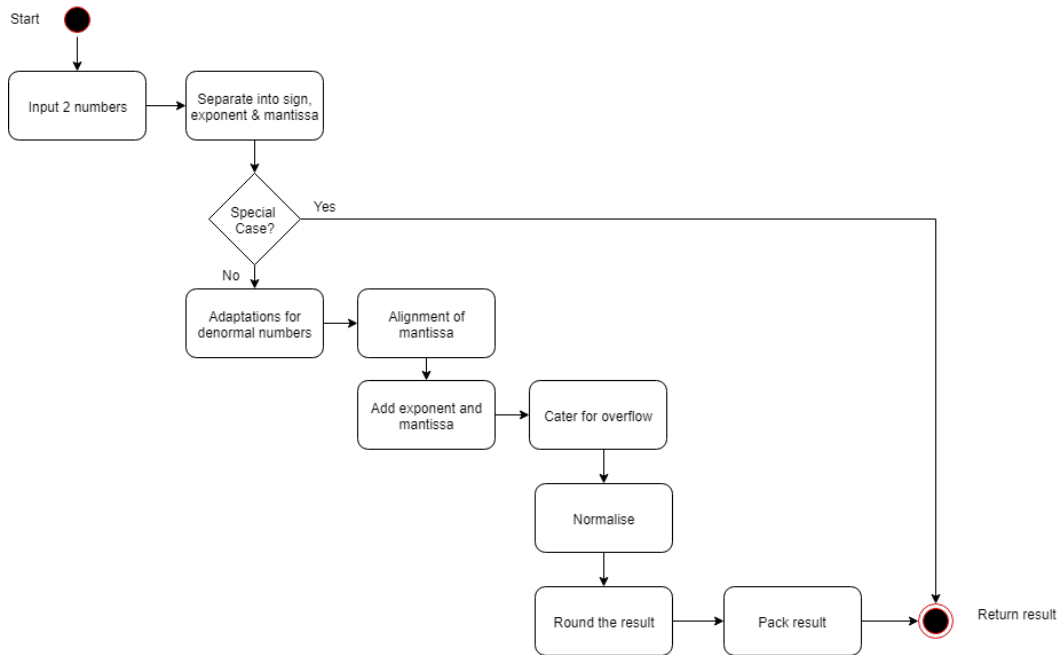 Start
Input 2 numbers
Separate into sign,
exponent & mantissa
Special
Case?
Yes
No
Adaptations for
denormal numbers
Alignment of
mantissa
Add exponent and
mantissa
Cater for overflow
Normalise
Round the result
Pack result
Return result